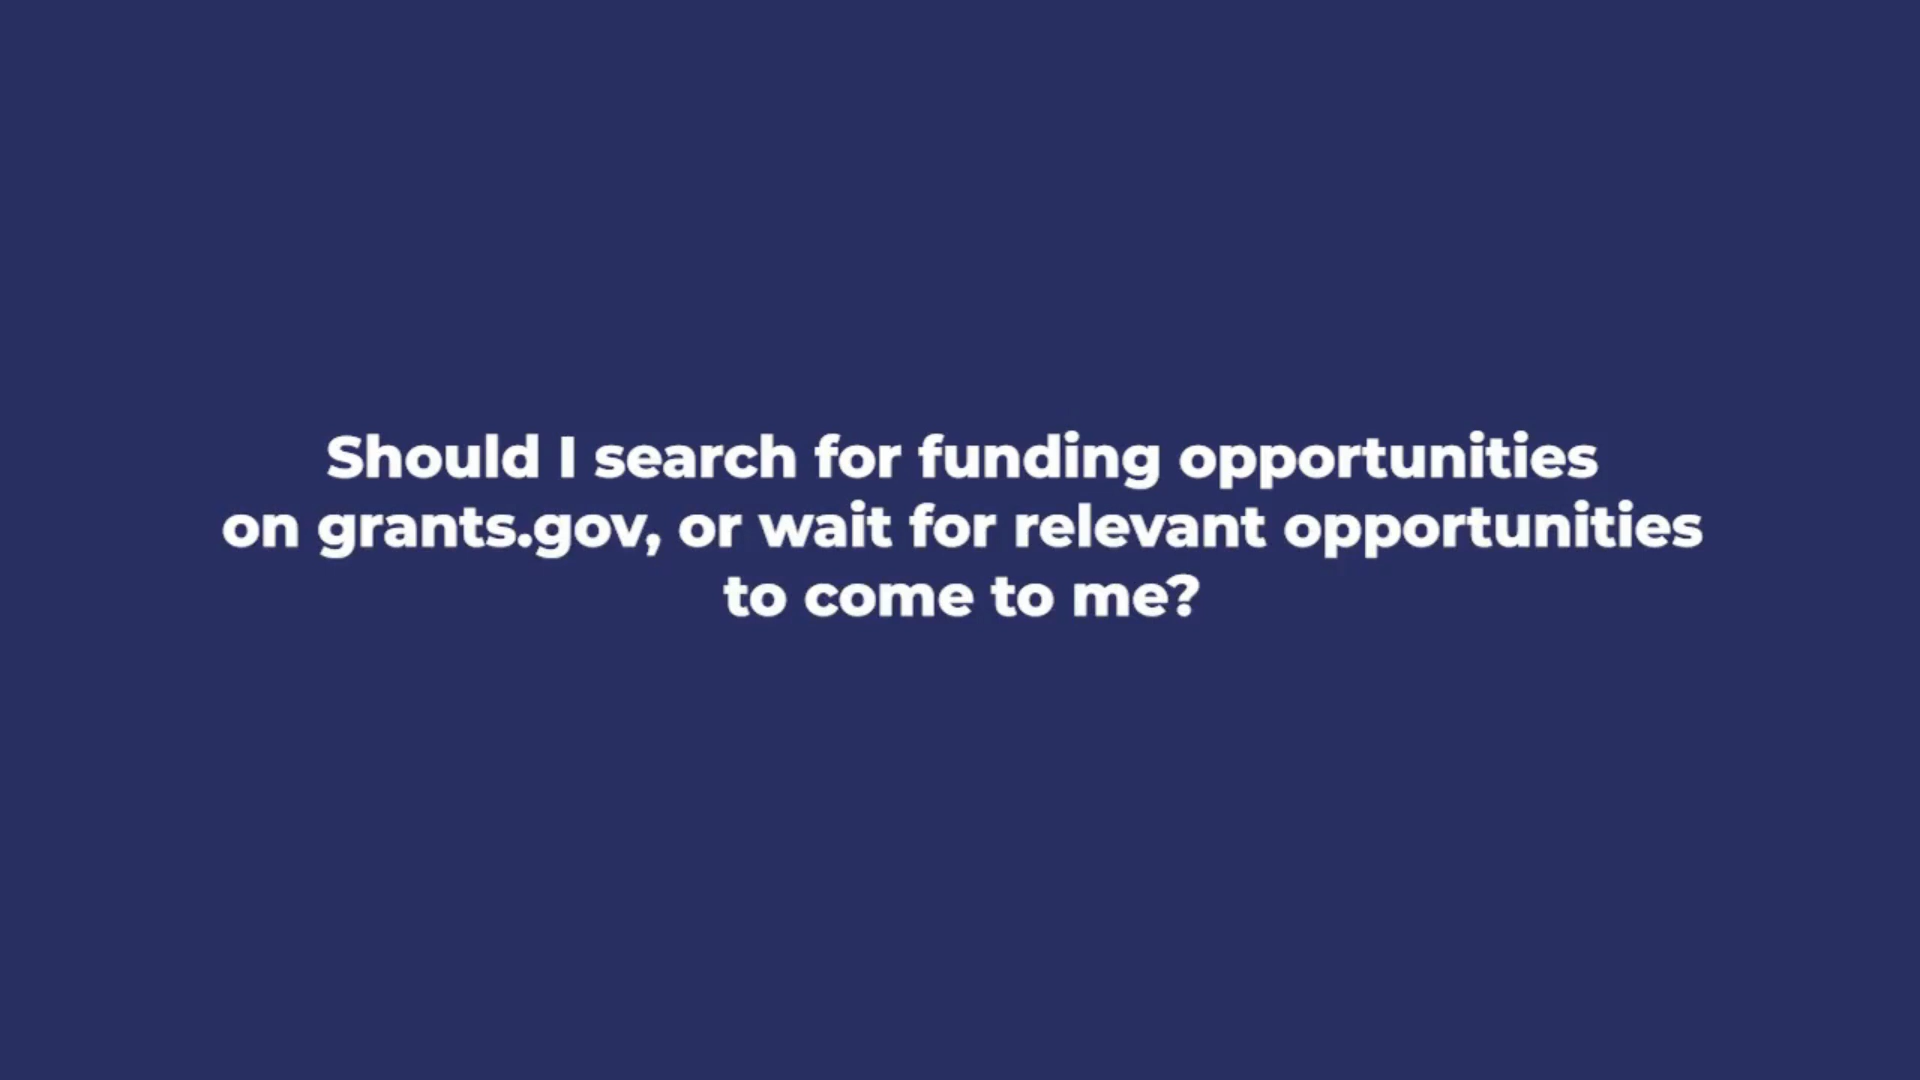 Should I search for funding opportunities
on grants.gov, or wait for relevant opportunities
to come to me?